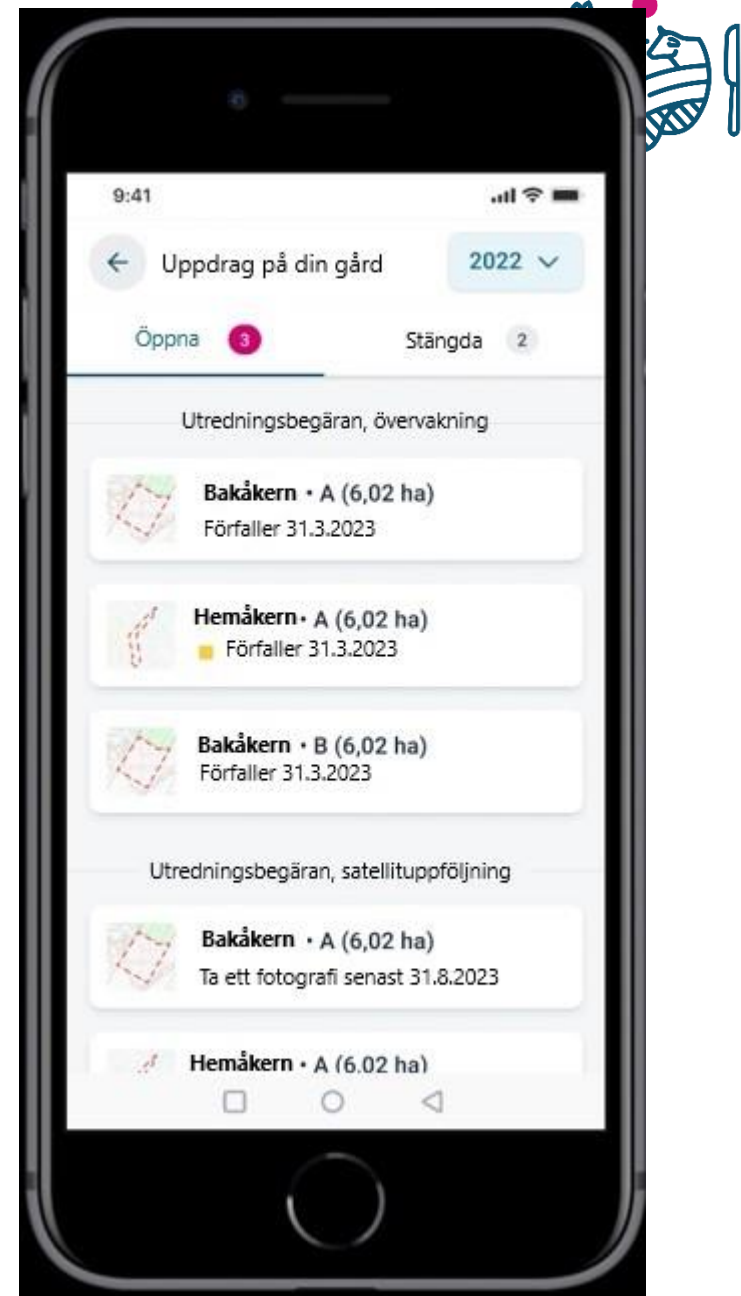 9:41
Uppdrag på din gård
2022
Öppna 3
Stängda 2
Utredningsbegäran, övervakning
Bakåkern • A (6,02 ha)
Förfaller 31.3.2023
Hemåkern• A (6,02 ha)
Förfaller 31.3.2023
Bakåkern • B (6,02 ha)
Förfaller 31.3.2023
Utredningsbegäran, satellituppföljning
Bakåkern • A (6,02 ha)
Ta ett fotografi senast 31.8.2023
Hemåkern • A (6,02 ha)